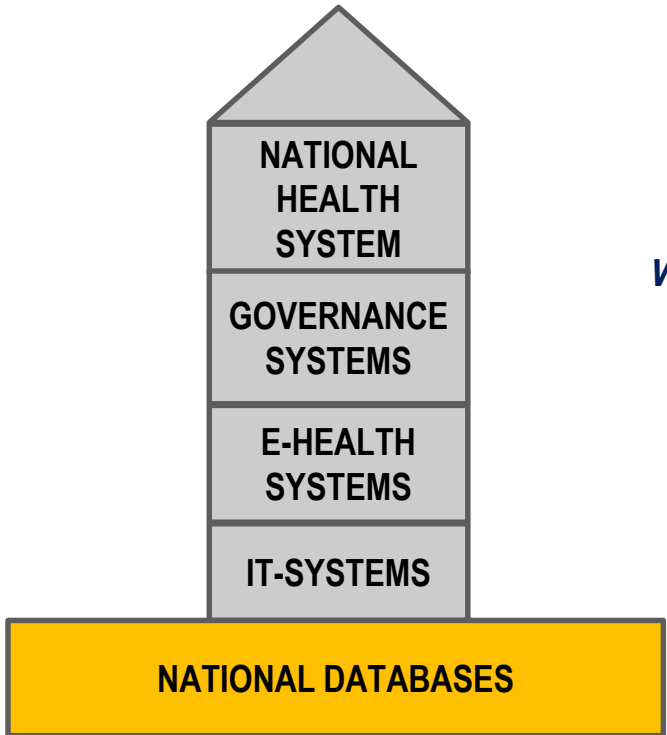 NATIONAL
HEALTH
SYSTEM
GOVERNANCE
SYSTEMS
E-HEALTH
SYSTEMS
IT-SYSTEMS
NATIONAL DATABASES